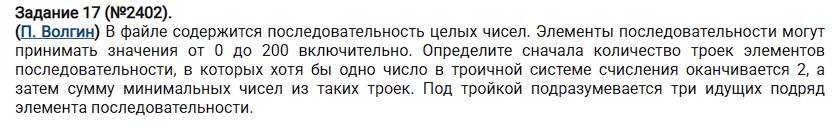 Задание 17 (№2402).
(П. Волгин) В файле содержится последовательность целых чисел. Элементы последовательности могут
принимать значения от 0 до 200 включительно. Определите сначала количество троек элементов
последовательности, в которых хотя бы одно число в троичной системе счисления оканчивается 2, а
затем сумму минимальных чисел из таких троек. Под тройкой подразумевается три идущих подряд
элемента последовательности.